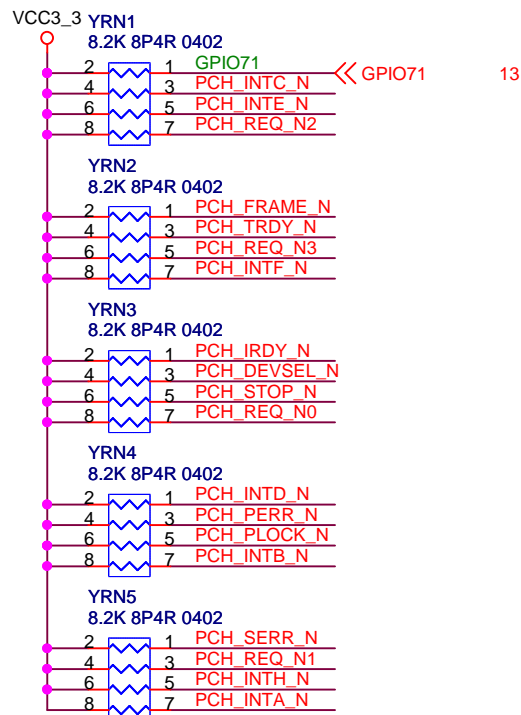 VCC3_3 YRN1
8.2K 8P4R 0402
2 1 GPIO71 GPIO71 13
4 3 PCH_INTC_N
6 5 PCH_INTE_N
8 7 PCH_REQ_N2
YRN2
8.2K 8P4R 0402
2 1 PCH_FRAME_N
4 3 PCH_TRDY_N
6 5 PCH_REQ_N3
8 7 PCH_INTF_N
YRN3
8.2K 8P4R 0402
2 1 PCH_IRDY_N
4 3 PCH_DEVSEL_N
6 5 PCH_STOP_N
8 7 PCH_REQ_N0
YRN4
8.2K 8P4R 0402
2 1 PCH_INTD_N
4 3 PCH_PERR_N
6 5 PCH_PLOCK_N
8 7 PCH_INTB_N
YRN5
8.2K 8P4R 0402
2 1 PCH_SERR_N
4 3 PCH_REQ_N1
6 5 PCH_INTH_N
8 7 PCH_INTA_N